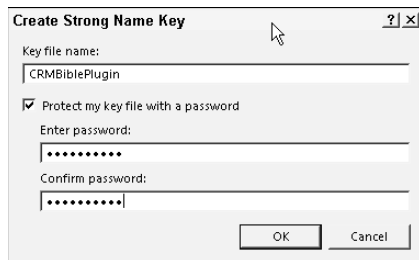 Create Strong Name Key
Key file name:
CRMBiblePlugin
Protect my key file with a password
Enter password:
••••••••••
Confirm password:
••••••••••
OK Cancel